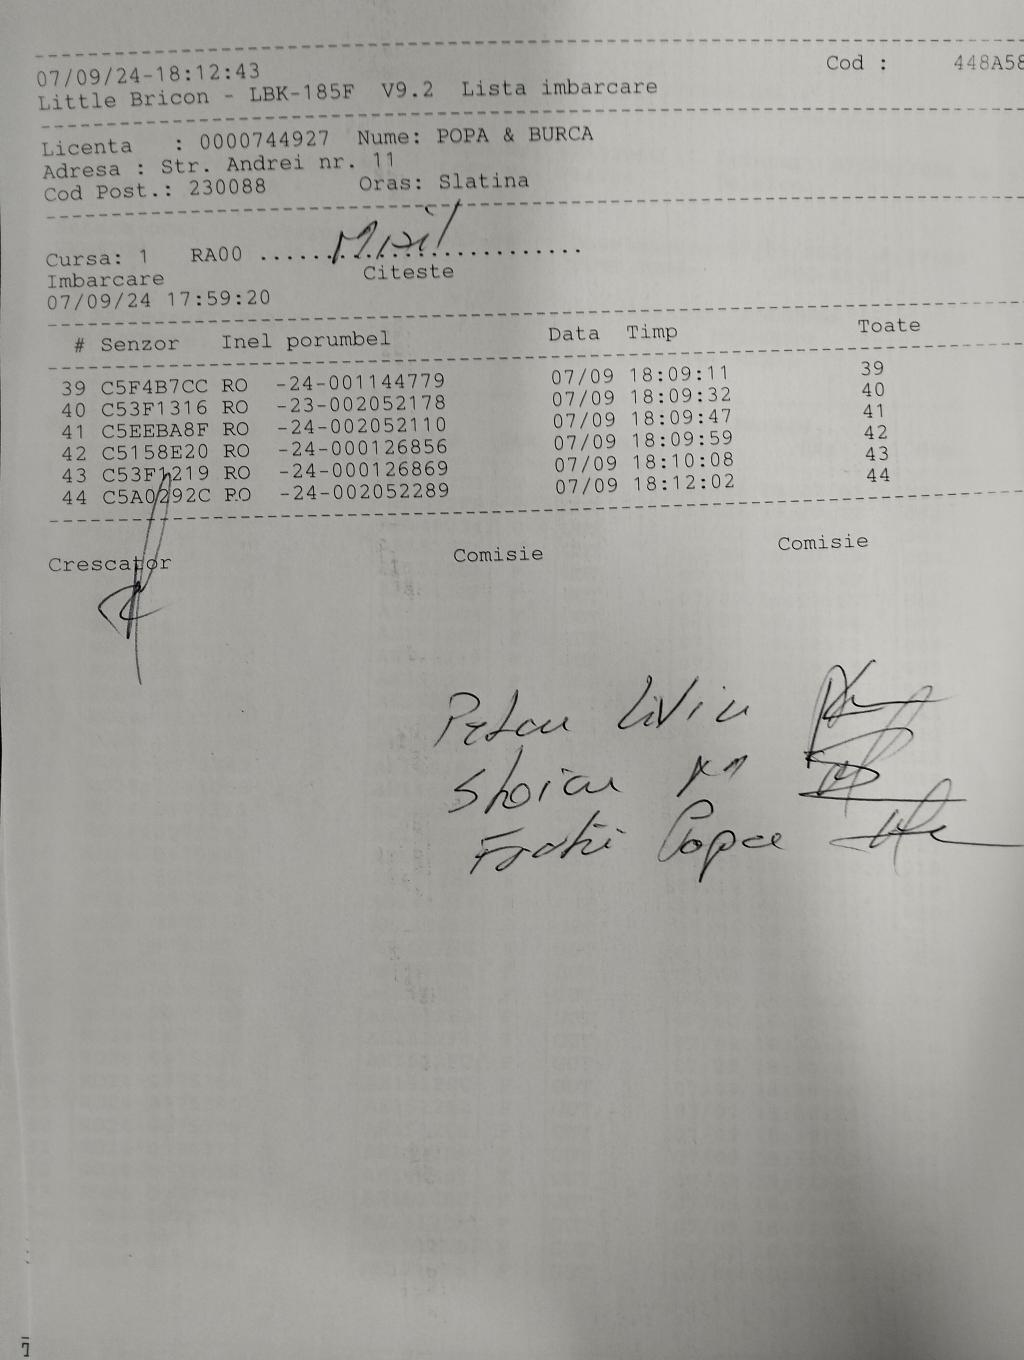 07/09/24-18:12:43 Cod : 448A58
Little Bricon - LBK-185F V9.2 Lista imbarcare
Licenta : 0000744927 Nume: POPA & BURCA
Adresa : Str. Andrei nr. 11
Cod Post.: 230088 Oras: Slatina
Cursa: 1 RA00 ..............................
Imbarcare Citeste
07/09/24 17:59:20
# Senzor Inel porumbel Data Timp Toate
39 C5F4B7CC RO -24-001144779 07/09 18:09:11 39
40 C53F1316 RO -23-002052178 07/09 18:09:32 40
41 C5EEBA8F RO -24-002052110 07/09 18:09:47 41
42 C5158E20 RO -24-000126856 07/09 18:09:59 42
43 C53F1219 RO -24-000126869 07/09 18:10:08 43
44 C5A0292C RO -24-002052289 07/09 18:12:02 44
Crescator Comisie Comisie
Liviu
Popa